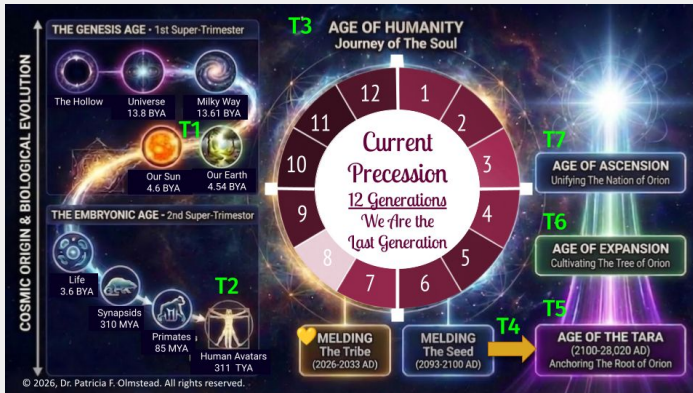 COSMIC ORIGIN & BIOLOGICAL EVOLUTION
THE GENESIS AGE - 1st Super-Trimester
The Hollow
Universe
13.8 BYA
Milky Way
13.61 BYA
T1
Our Sun
4.6 BYA
Our Earth
4.54 BYA
THE EMBRYONIC AGE - 2nd Super-Trimestor
Life
3.6 BYA
Synapsids
310 MYA
Primates
85 MYA
T2
Human Avatars
311 TYA
© 2026, Dr. Patricia F. Olmstead. All rights reserved.
T3
AGE OF HUMANITY
Journey of The Soul
12
1
2
3
4
5
6
7
8
9
10
11
Current
Precession
12 Generations
We Are the
Last Generation
MELDING
The Tribe
(2026-2033 AD)
MELDING
The Seed
(2093-2100 AD)
T4
T7
AGE OF ASCENSION
Unifying The Nation of Orion
T6
AGE OF EXPANSION
Cultivating The Tree of Orion
T5
AGE OF THE TARA
(2100-28,020 AD)
Anchoring The Root of Orion